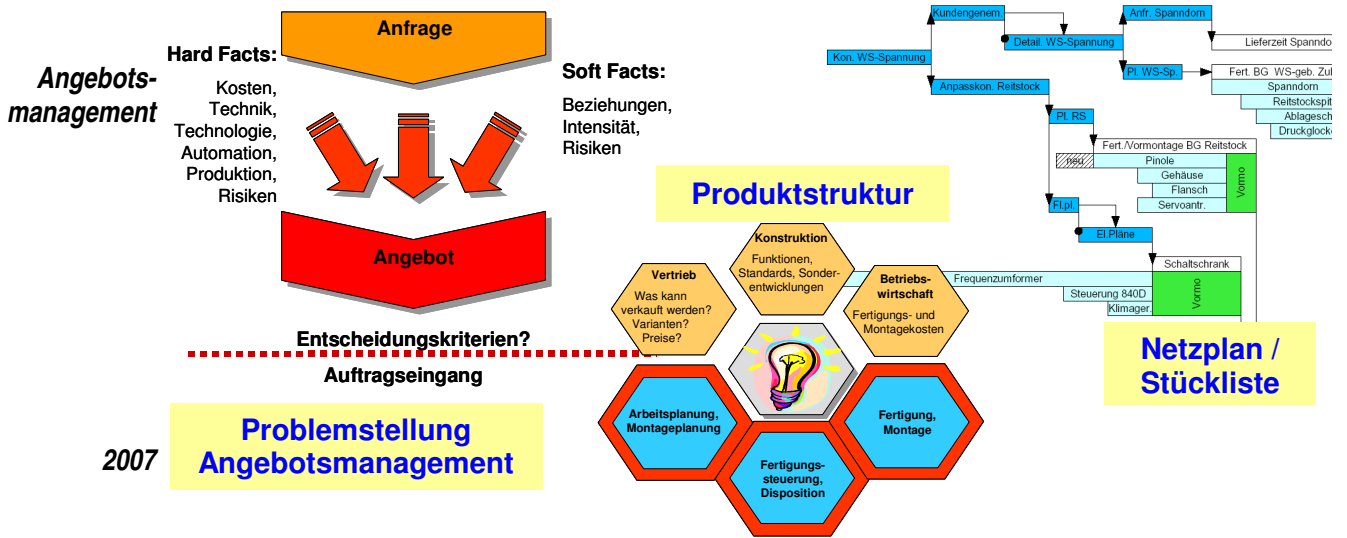 Angebots-
management
Anfrage
Hard Facts:
Kosten,
Technik,
Technologie,
Automation,
Produktion,
Risiken
Soft Facts:
Beziehungen,
Intensität,
Risiken
Angebot
Entscheidungskriterien?
Auftragseingang
2007
Problemstellung
Angebotsmanagement
Produktstruktur
Konstruktion
Funktionen,
Standards, Sonder-
entwicklungen
Vertrieb
Was kann
verkauft werden?
Varianten?
Preise?
Betriebs-
wirtschaft
Fertigungs- und
Montagekosten
Arbeitsplanung,
Montageplanung
Fertigungs-
steuerung,
Disposition
Fertigung,
Montage
Kundengenem.
Anfr. Spanndorn
Detail. WS-Spannung
Lieferzeit Spanndo
Kon. WS-Spannung
Pl. WS-Sp.
Fert. BG WS-geb. Zul
Anpasskon. Reitstock
Spanndorn
Reitstockspit
Ablagesch
Druckglocke
Pl. RS
Fert./Vormontage BG Reitstock
neu
Pinole
Gehäuse
Flansch
Servoantr.
Vormo
Fl.pl.
El.Pläne
Schaltschrank
Frequenzumformer
Steuerung 840D
Klimager.
Vormo
Netzplan /
Stückliste